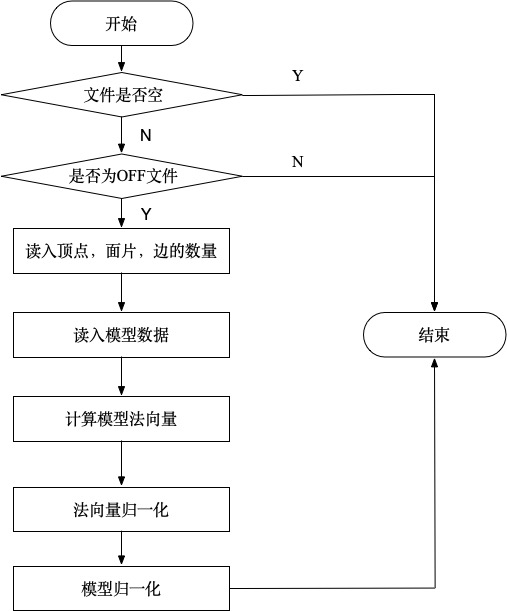 开始
文件是否空
Y
N
是否为OFF文件
N
Y
读入顶点，面片，边的数量
读入模型数据
结束
计算模型法向量
法向量归一化
模型归一化